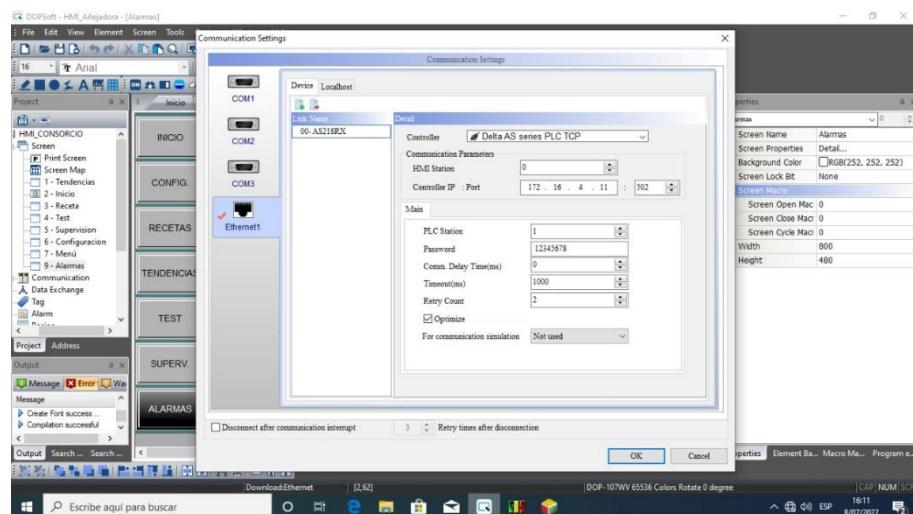 DOPSoft - HMI_Añejadora - [Alarmas]
File Edit View Element Screen Tools
16 Arial
Project
HMI_CONSORCIO
Screen
Print Screen
Screen Map
1 - Tendencias
2 - Inicio
3 - Receta
4 - Test
5 - Supervision
6 - Configuracion
7 - Menú
9 - Alarmas
Communication
Data Exchange
Tag
Alarm
Project Address
Output
Message Error
Message
Create Font success ...
Compilation successful
Output Search ... Search ...
Inicio
INICIO
CONFIG.
RECETAS
TENDENCIAS
TEST
SUPERV.
ALARMAS
Communication Settings
Communication Settings
COM1
COM2
COM3
Ethernet1
Device Localhost
Link Name
00- AS218RX
Detail
Controller Delta AS series PLC TCP
Communication Parameters
HMI Station 0
Controller IP : Port 172 . 16 . 4 . 11 : 502
Main
PLC Station 1
Password 12345678
Comm. Delay Time(ms) 0
Timeout(ms) 1000
Retry Count 2
Optimize
For communication simulation Not used
Disconnect after communication interrupt 3 Retry times after disconnection
OK Cancel
Screen Name Alarmas
Screen Properties Detail...
Background Color RGB(252, 252, 252)
Screen Lock Bit None
Screen Macro
Screen Open Mac 0
Screen Close Mac 0
Screen Cycle Mac 0
Width 800
Height 480
Element Ba... Macro Ma... Program e...
Download:Ethernet [2,62] DOP-107WV 65536 Colors Rotate 0 degree CAP NUM SCR
Escribe aquí para buscar
ESP
16:11
8/07/2022